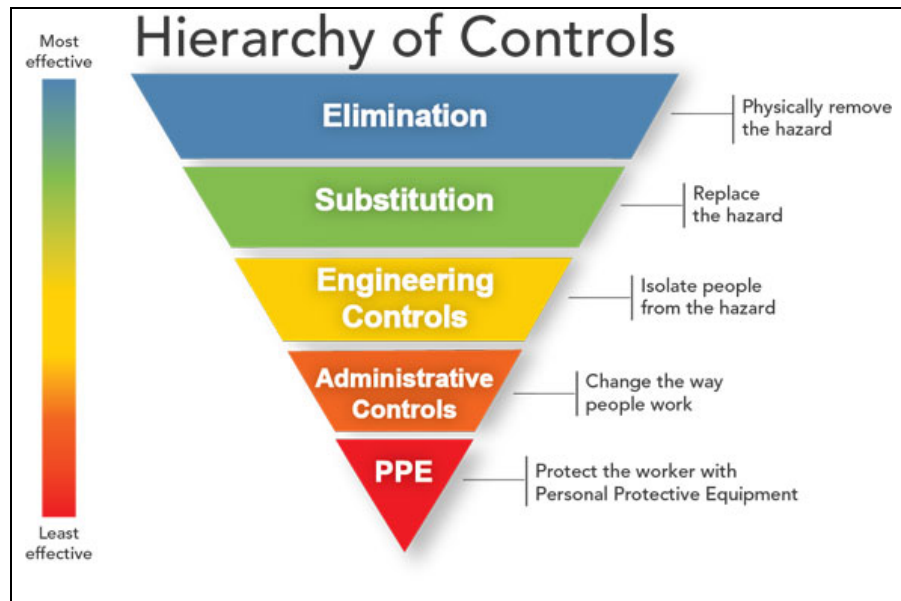 Hierarchy of Controls
Most
effective
Elimination
Physically remove
the hazard
Substitution
Replace
the hazard
Engineering
Controls
Isolate people
from the hazard
Administrative
Controls
Change the way
people work
PPE
Protect the worker with
Personal Protective Equipment
Least
effective